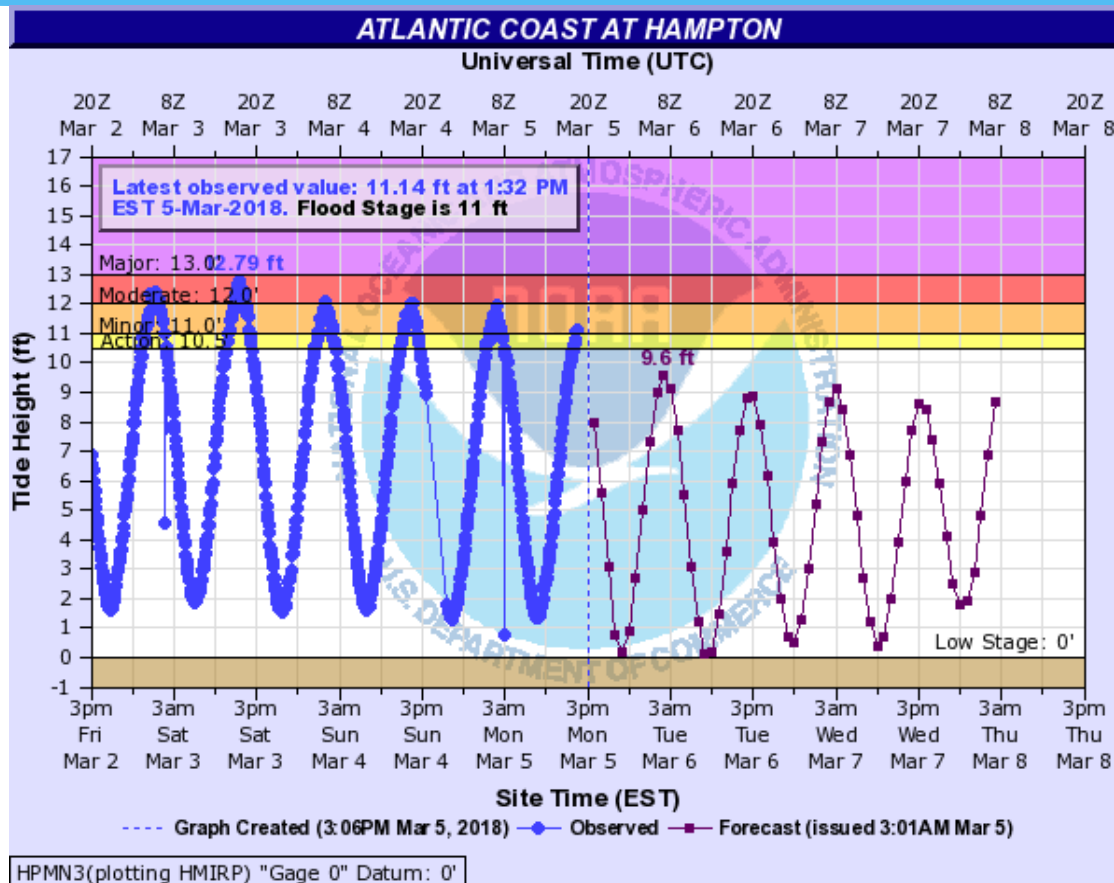 ATLANTIC COAST AT HAMPTON
Universal Time (UTC)
20Z 8Z 20Z 8Z 20Z 8Z 20Z 8Z 20Z 8Z 20Z 8Z 20Z
Mar 2 Mar 3 Mar 3 Mar 4 Mar 4 Mar 5 Mar 5 Mar 6 Mar 6 Mar 7 Mar 7 Mar 8 Mar 8
17
16
15
14
13
12
11
10
9
8
7
6
5
4
3
2
1
0
-1
Tide Height (ft)
Latest observed value: 11.14 ft at 1:32 PM
EST 5-Mar-2018. Flood Stage is 11 ft
Major: 13.0'
12.79 ft
Moderate: 12.0'
Minor: 11.0'
Action: 10.5'
9.6 ft
Low Stage: 0'
NATIONAL OCEANIC AND ATMOSPHERIC ADMINISTRATION
NOAA
U.S. DEPARTMENT OF COMMERCE
3pm 3am 3pm 3am 3pm 3am 3pm 3am 3pm 3am 3pm 3am 3pm
Fri Sat Sat Sun Sun Mon Mon Tue Tue Wed Wed Thu Thu
Mar 2 Mar 3 Mar 3 Mar 4 Mar 4 Mar 5 Mar 5 Mar 6 Mar 6 Mar 7 Mar 7 Mar 8 Mar 8
Site Time (EST)
Graph Created (3:06PM Mar 5, 2018) Observed Forecast (issued 3:01AM Mar 5)
HPMN3(plotting HMIRP) "Gage 0" Datum: 0'